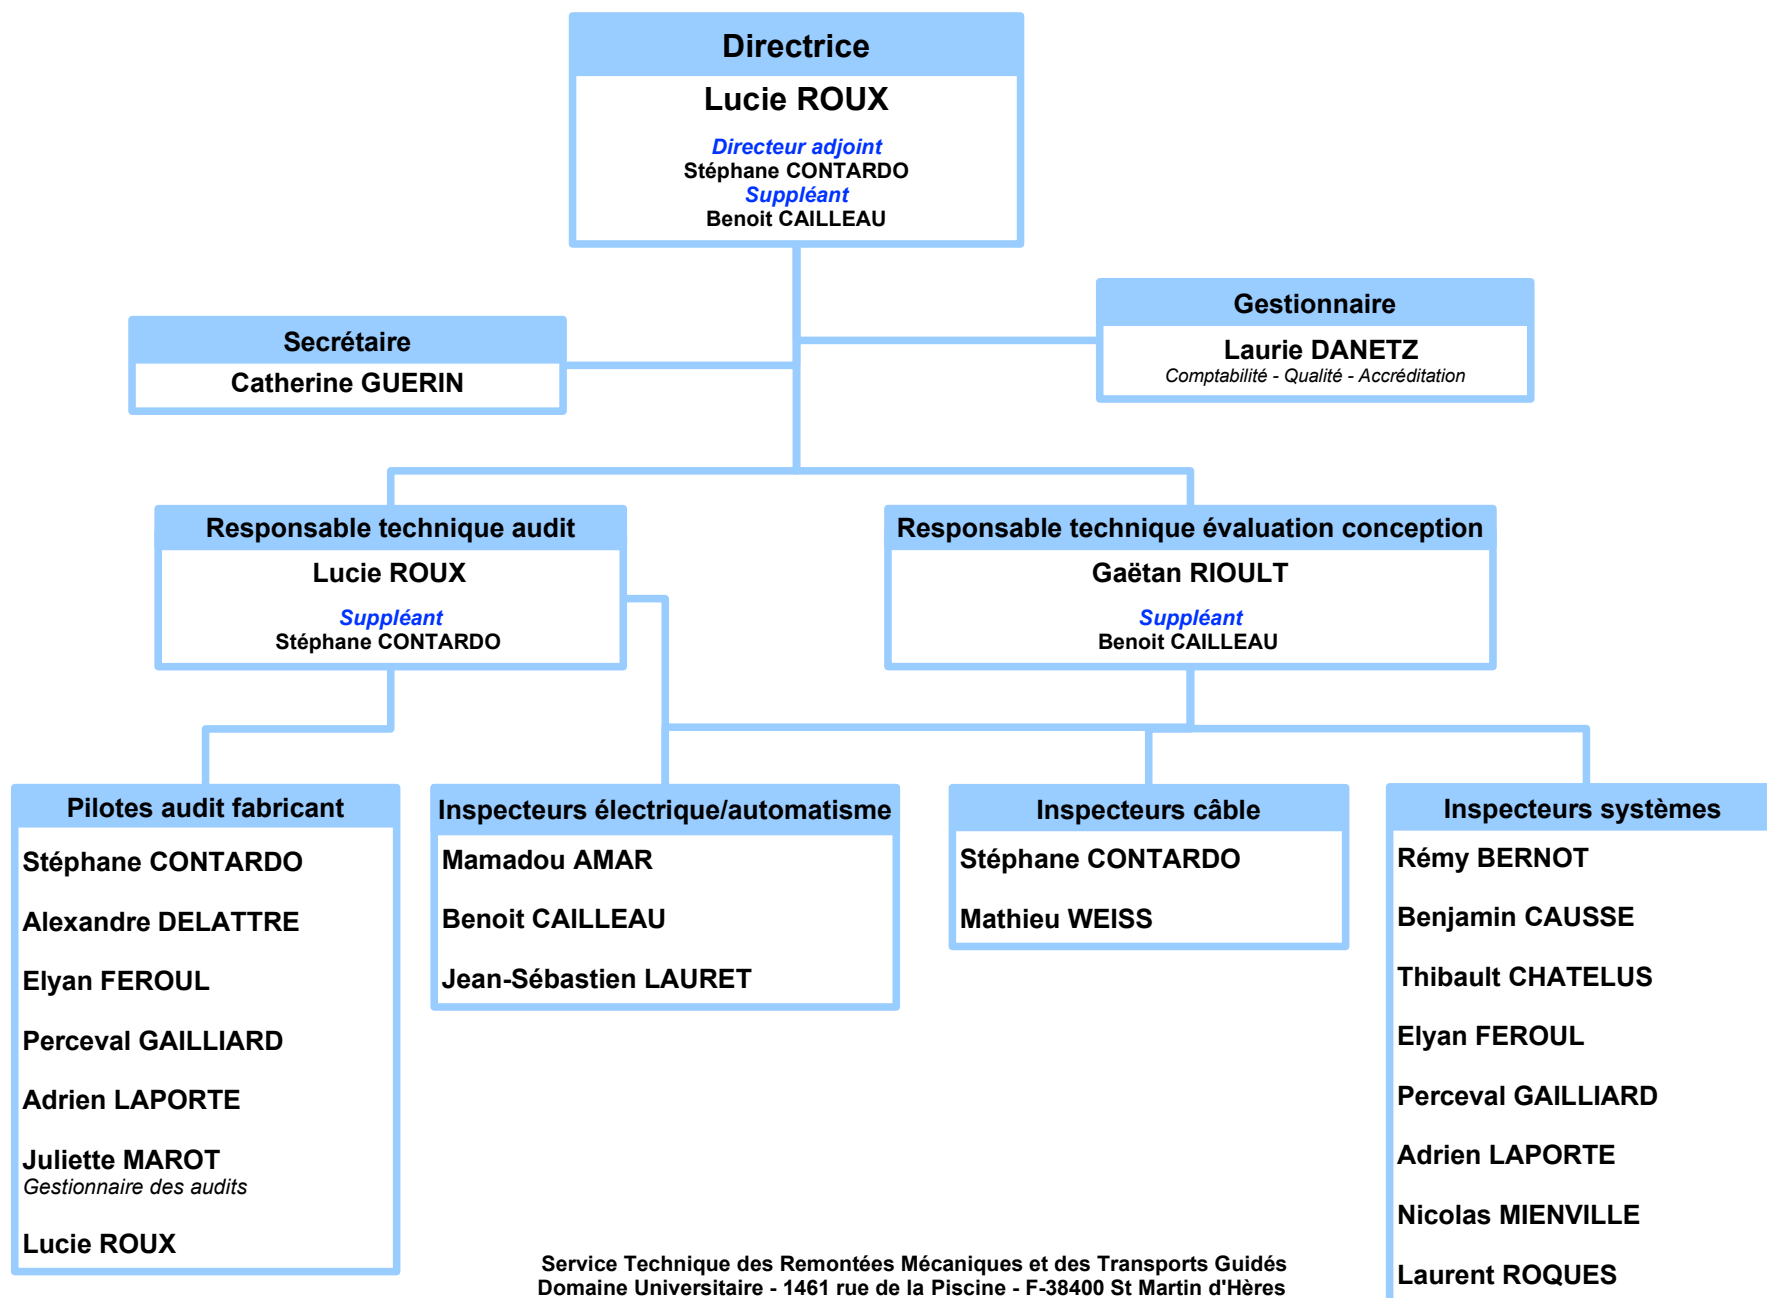 Directrice
Lucie ROUX
Directeur adjoint
Stéphane CONTARDO
Suppléant
Benoit CAILLEAU
Secrétaire
Catherine GUERIN
Gestionnaire
Laurie DANETZ
Comptabilité - Qualité - Accréditation
Responsable technique audit
Lucie ROUX
Suppléant
Stéphane CONTARDO
Responsable technique évaluation conception
Gaëtan RIOULT
Suppléant
Benoit CAILLEAU
Pilotes audit fabricant
Stéphane CONTARDO
Alexandre DELATTRE
Elyan FEROUL
Perceval GAILLIARD
Adrien LAPORTE
Juliette MAROT
Gestionnaire des audits
Lucie ROUX
Inspecteurs électrique/automatisme
Mamadou AMAR
Benoit CAILLEAU
Jean-Sébastien LAURET
Inspecteurs câble
Stéphane CONTARDO
Mathieu WEISS
Inspecteurs systèmes
Rémy BERNOT
Benjamin CAUSSE
Thibault CHATELUS
Elyan FEROUL
Perceval GAILLIARD
Adrien LAPORTE
Nicolas MIENVILLE
Laurent ROQUES
Service Technique des Remontées Mécaniques et des Transports Guidés
Domaine Universitaire - 1461 rue de la Piscine - F-38400 St Martin d'Hères